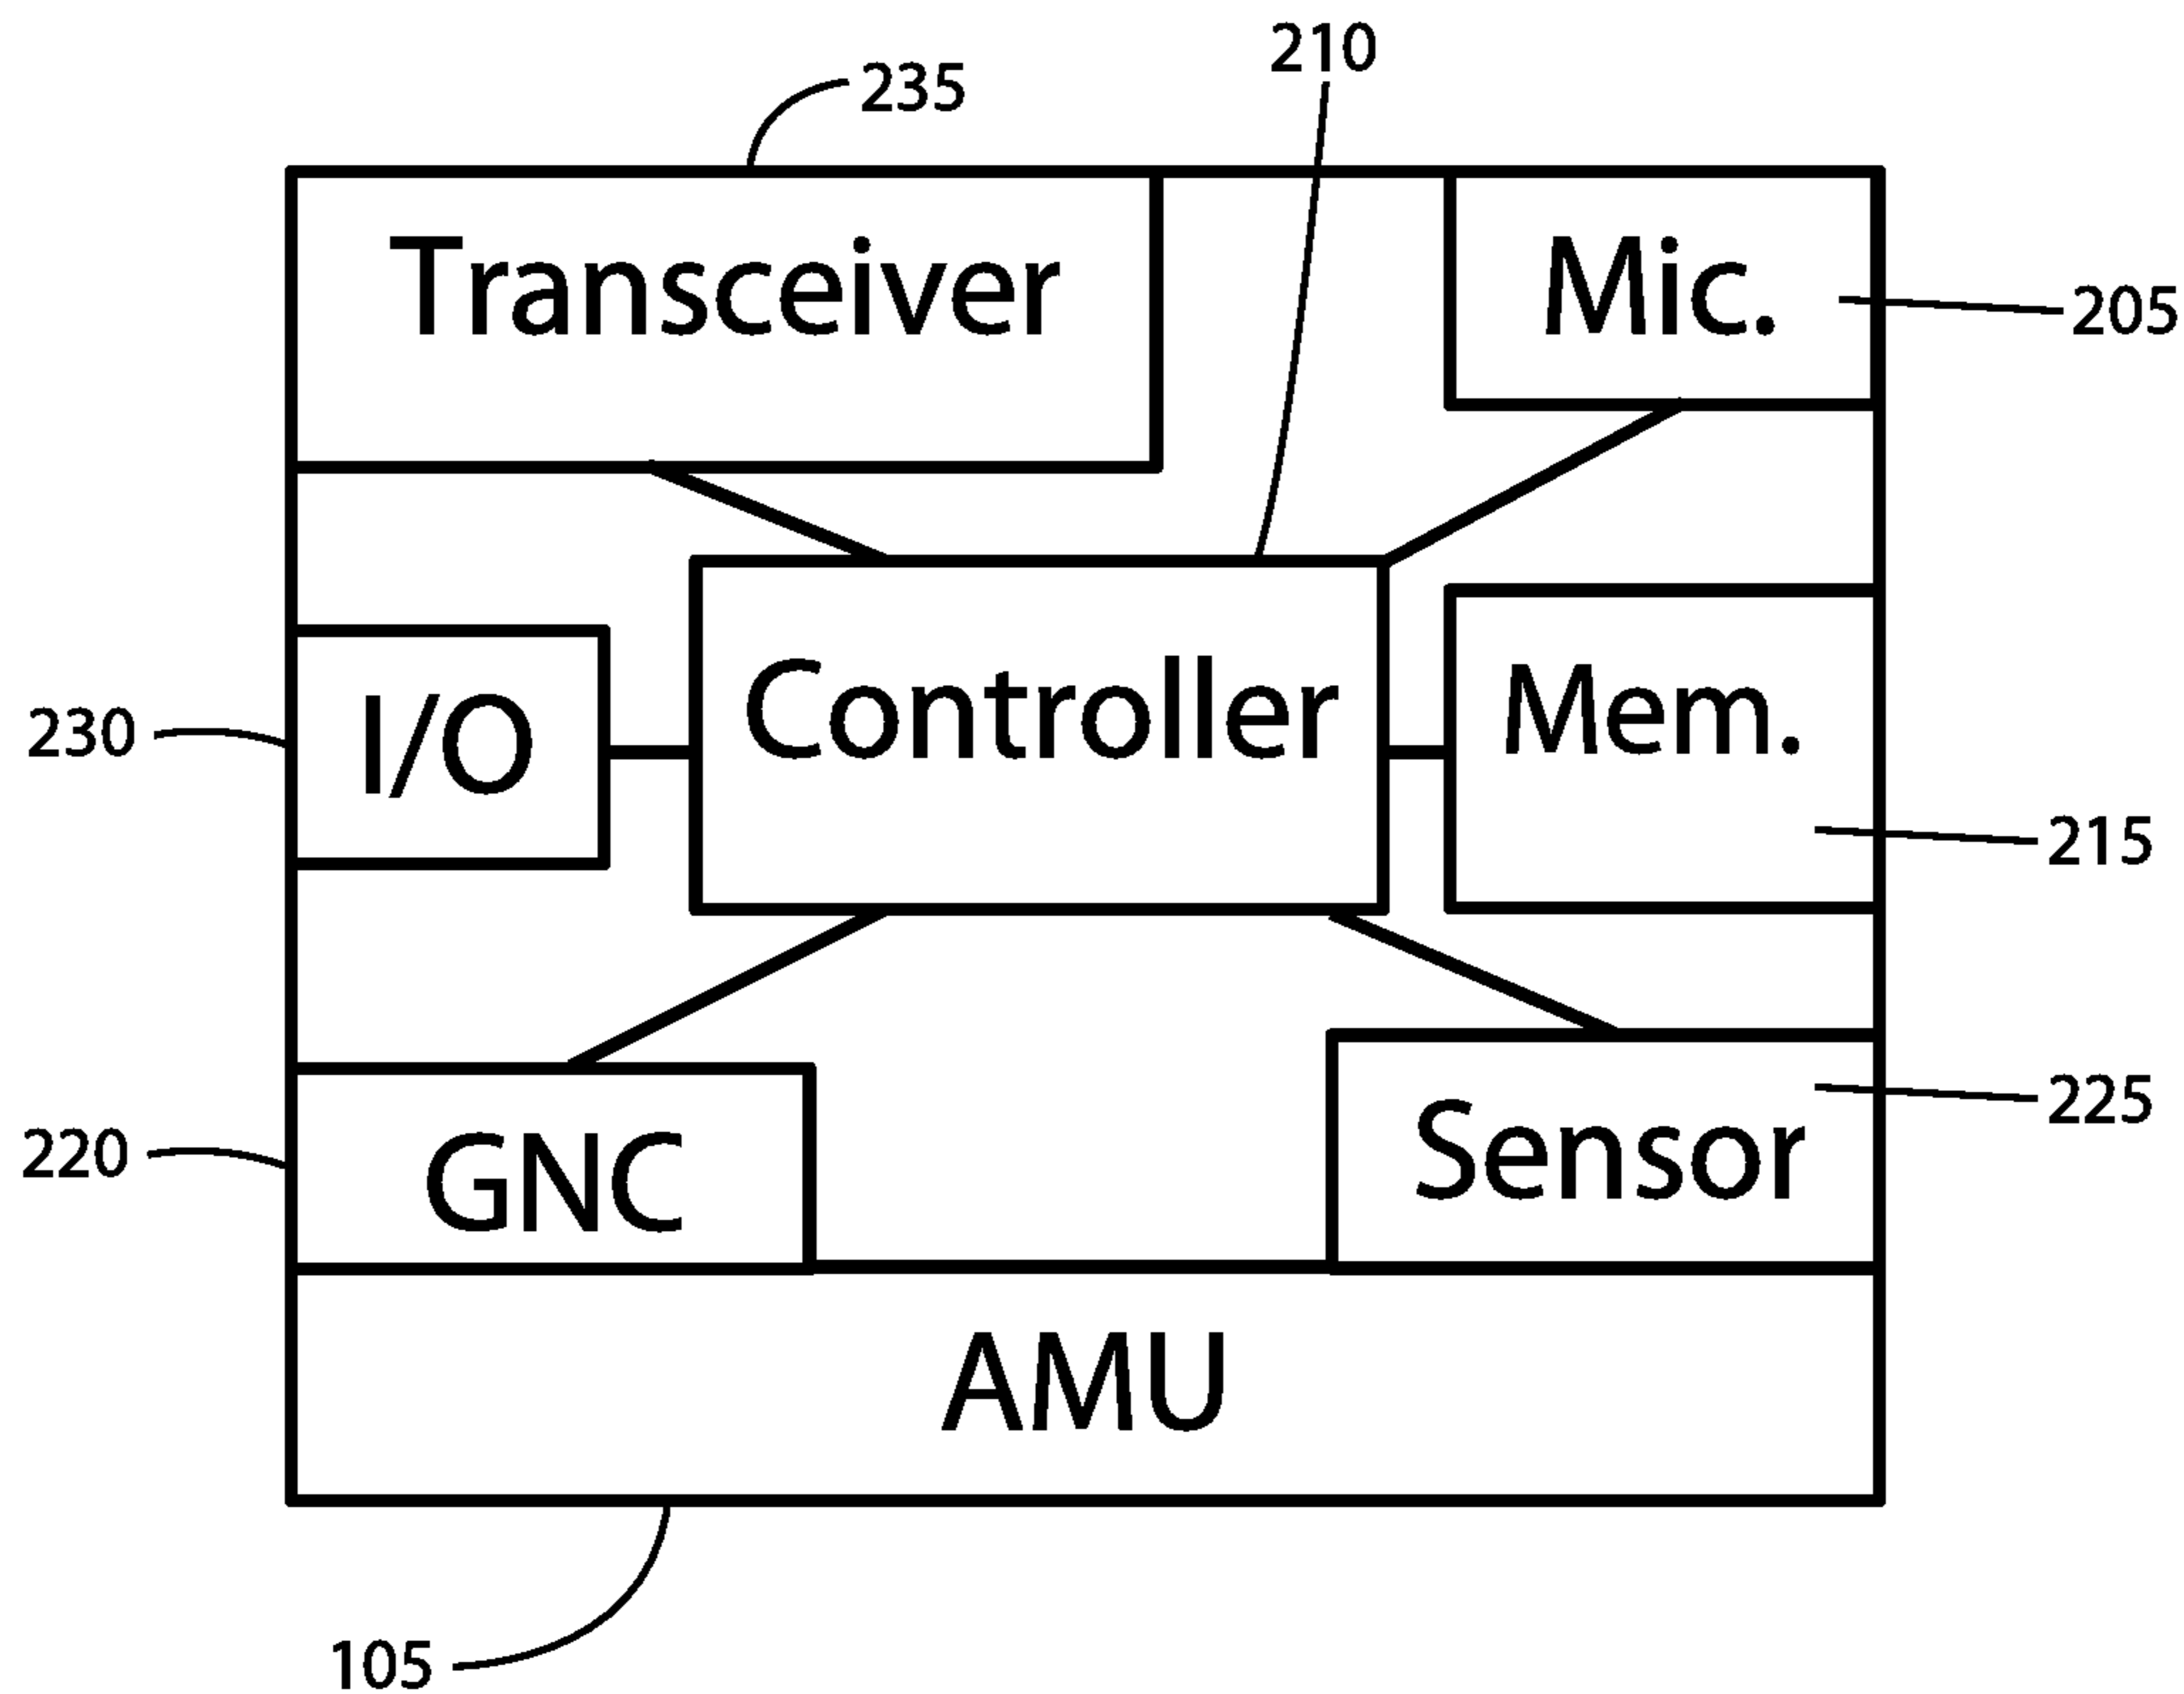 210
235
Transceiver
Mic.
205
Controller
Mem.
I/O
230
215
225
220
GNC
Sensor
AMU
105